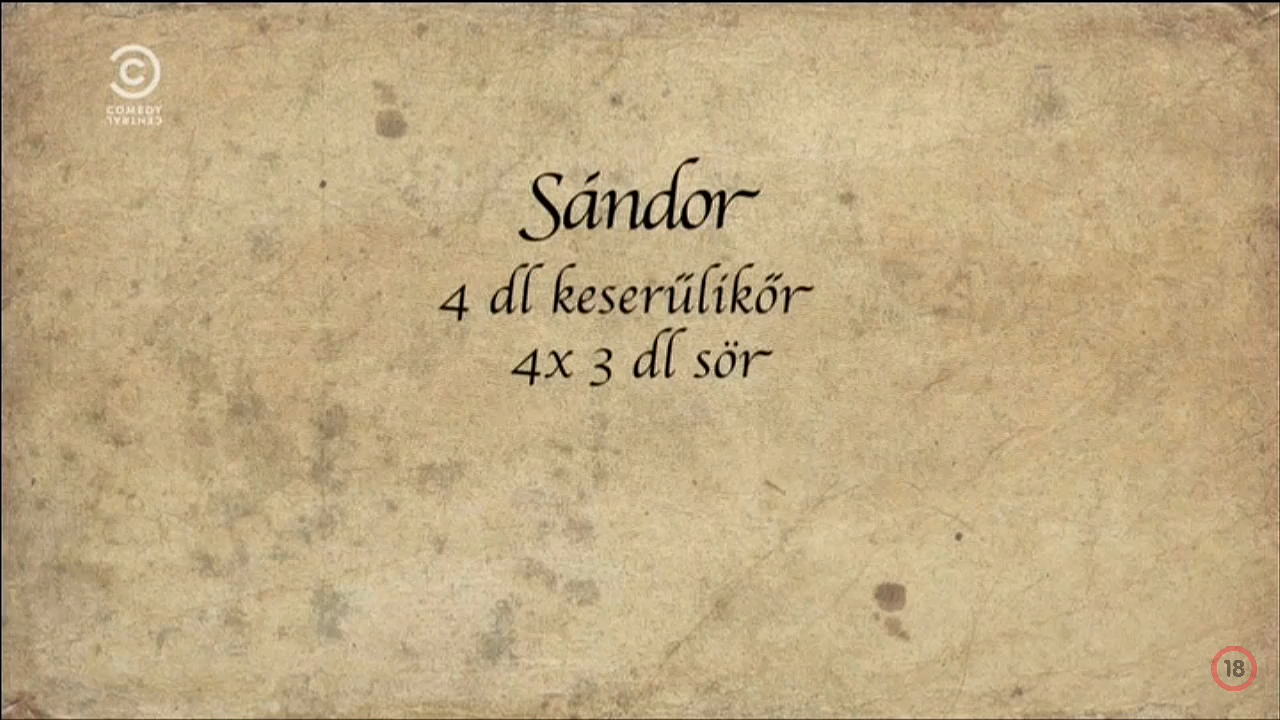 COMEDY
CENTRAL
Sándor
4 dl keserűlikőr
4x 3 dl sör
18